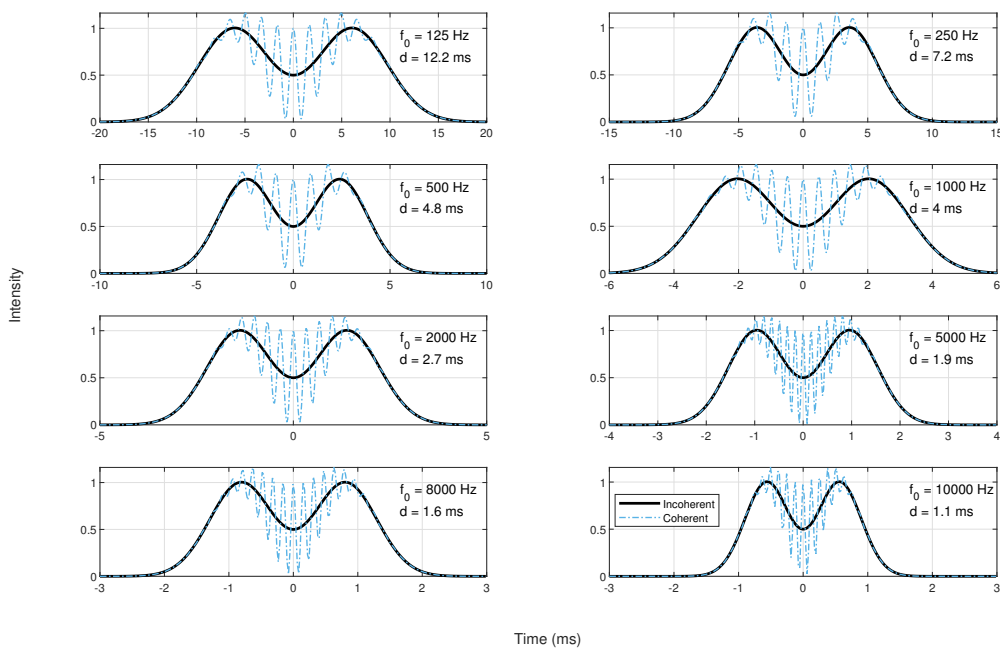 Intensity
1
0.5
0
-20 -15 -10 -5 0 5 10 15 20
f0 = 125 Hz
d = 12.2 ms
1
0.5
0
-15 -10 -5 0 5 10 15
f0 = 250 Hz
d = 7.2 ms
1
0.5
0
-10 -5 0 5 10
f0 = 500 Hz
d = 4.8 ms
1
0.5
0
-6 -4 -2 0 2 4 6
f0 = 1000 Hz
d = 4 ms
1
0.5
0
-5 0 5
f0 = 2000 Hz
d = 2.7 ms
1
0.5
0
-4 -3 -2 -1 0 1 2 3 4
f0 = 5000 Hz
d = 1.9 ms
1
0.5
0
-3 -2 -1 0 1 2 3
f0 = 8000 Hz
d = 1.6 ms
1
0.5
0
-3 -2 -1 0 1 2 3
f0 = 10000 Hz
d = 1.1 ms
Incoherent
Coherent
Time (ms)